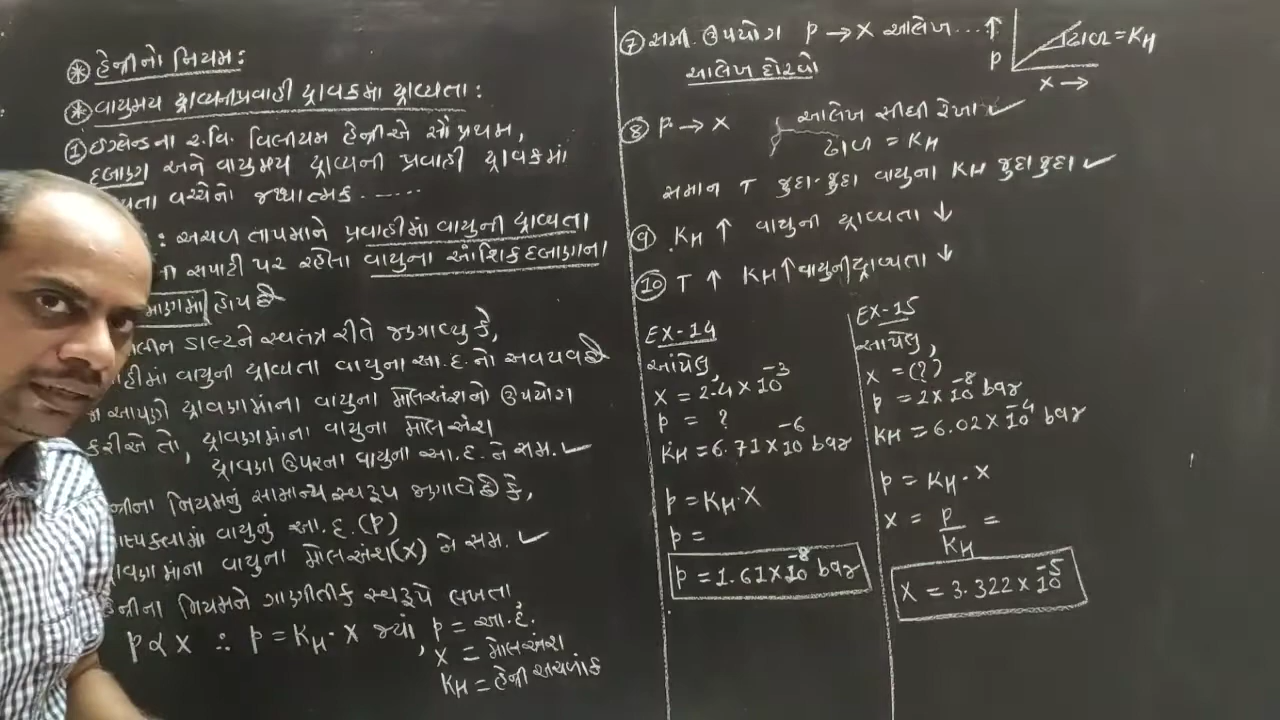 * હેન્રીનો નિયમ:
* વાયુમય દ્રાવ્યની પ્રવાહી દ્રાવકમાં દ્રાવ્યતા:
① ઇંગ્લેન્ડના ર.વિ. વિલીયમ હેન્રીએ સૌ પ્રથમ,
દબાણ અને વાયુમય દ્રાવ્યની પ્રવાહી દ્રાવકમાં
વચ્ચેનો જથ્થાત્મક ......
: અચળ તાપમાને પ્રવાહીમાં વાયુની દ્રાવ્યતા
સપાટી પર રહેલા વાયુના આંશિક દબાણના
હોય છે
ડાલ્ટને સ્વતંત્ર રીતે જણાવ્યુ કે,
વાયુની દ્રાવ્યતા વાયુના આ.દ.નો અવયવ છે
આપણે દ્રાવણમાંના વાયુના મોલઅંશનો ઉપયોગ
કરીએ તો, દ્રાવણમાંના વાયુના મોલ અંશ
દ્રાવણ ઉપરના વાયુના આ.દ. ને સમ. ✓
નિયમનું સામાન્ય સ્વરૂપ જણાવે છે કે,
વાયુનું આ.દ. (p)
વાયુના મોલઅંશ(x) ને સમ. ✓
નિયમને ગાણીતીક સ્વરૂપે લખતા
p ∝ x ∴ p = KH · x જ્યાં, p = આ.દ.
x = મોલઅંશ
KH = હેન્રી અચળાંક
⑦ સમી. ઉપયોગ p → x આલેખ... ↑
આલેખ દોરવો
p
ઢાળ = KH
x →
⑧ p → x આલેખ સીધી રેખા ✓
ઢાળ = KH
સમાન T જુદા-જુદા વાયુના KH જુદા જુદા ✓
⑨ KH ↑ વાયુની દ્રાવ્યતા ↓
⑩ T ↑ KH ↑ વાયુની દ્રાવ્યતા ↓
EX-14
આપેલુ,
x = 2.4 × 10⁻³
p = ?
KH = 6.71 × 10⁻⁶ bar
p = KH · x
p =
p = 1.61 × 10⁻⁸ bar
EX-15
આપેલુ,
x = (?)
p = 2 × 10⁻⁸ bar
KH = 6.02 × 10⁻⁴ bar
p = KH · x
x = p/KH =
x = 3.322 × 10⁻⁵